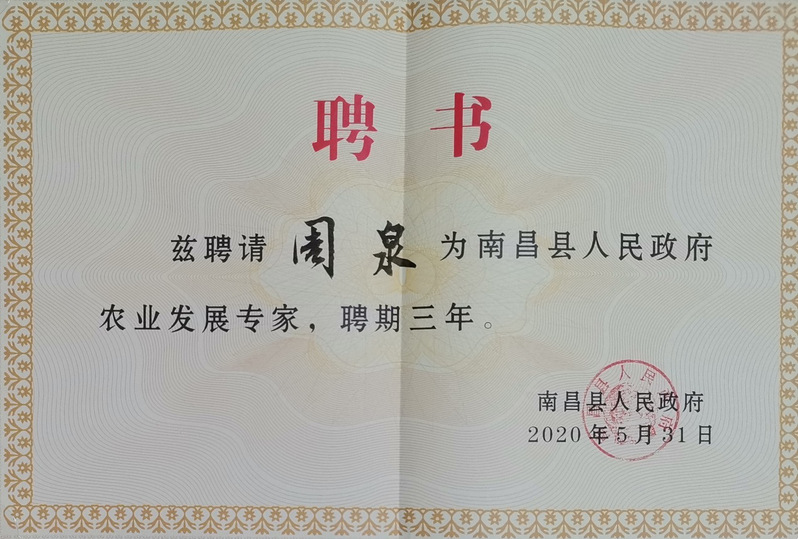 聘书
兹聘请 周泉 为南昌县人民政府
农业发展专家，聘期三年。
南昌县人民政府
2020年5月31日